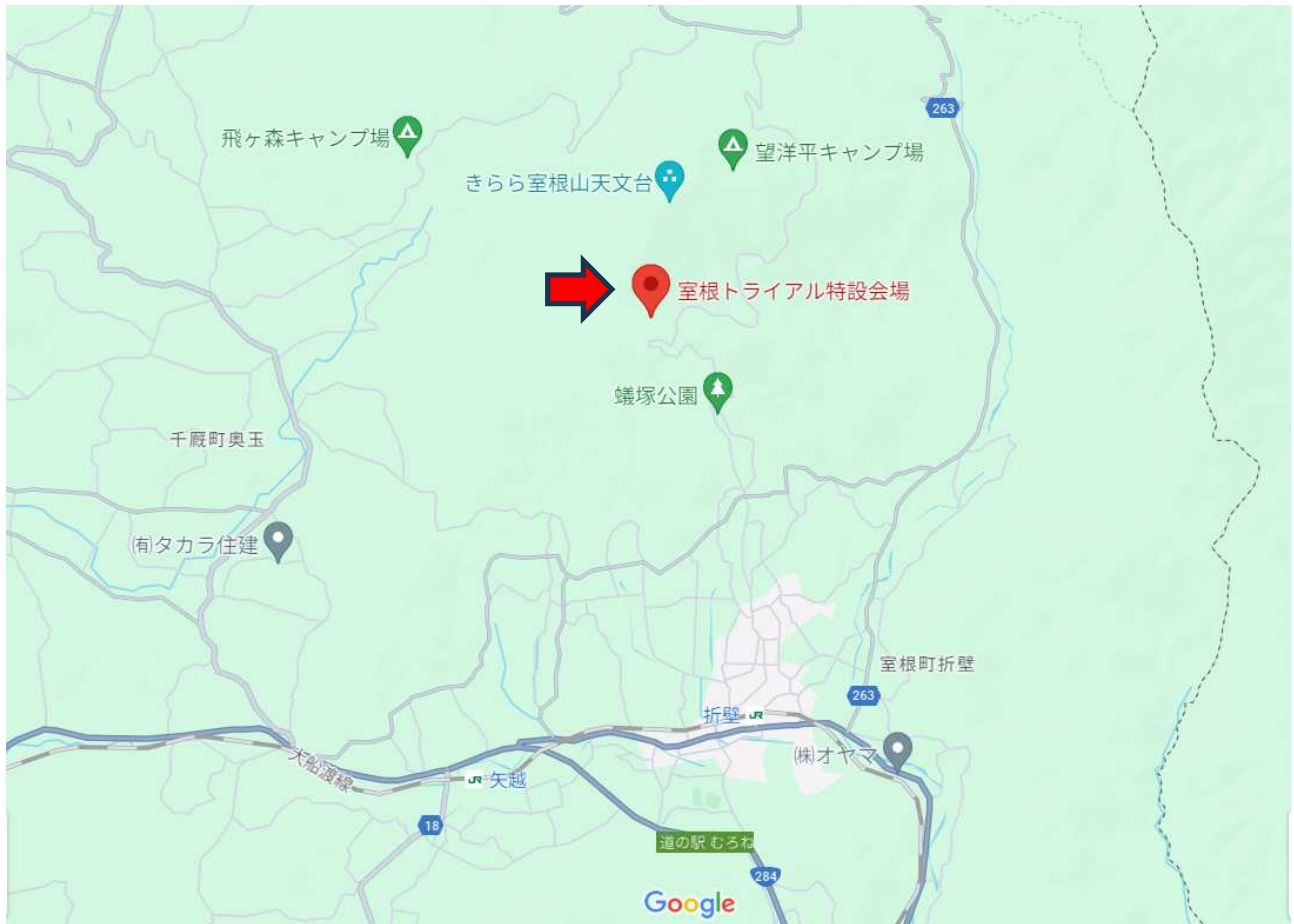 263
飛ヶ森キャンプ場
望洋平キャンプ場
きらら室根山天文台
室根トライアル特設会場
蟻塚公園
千厩町奥玉
㈲タカラ住建
室根町折壁
263
折壁 JR
㈱オヤマ
大船渡線
JR 矢越
18
道の駅 むろね
284
Google